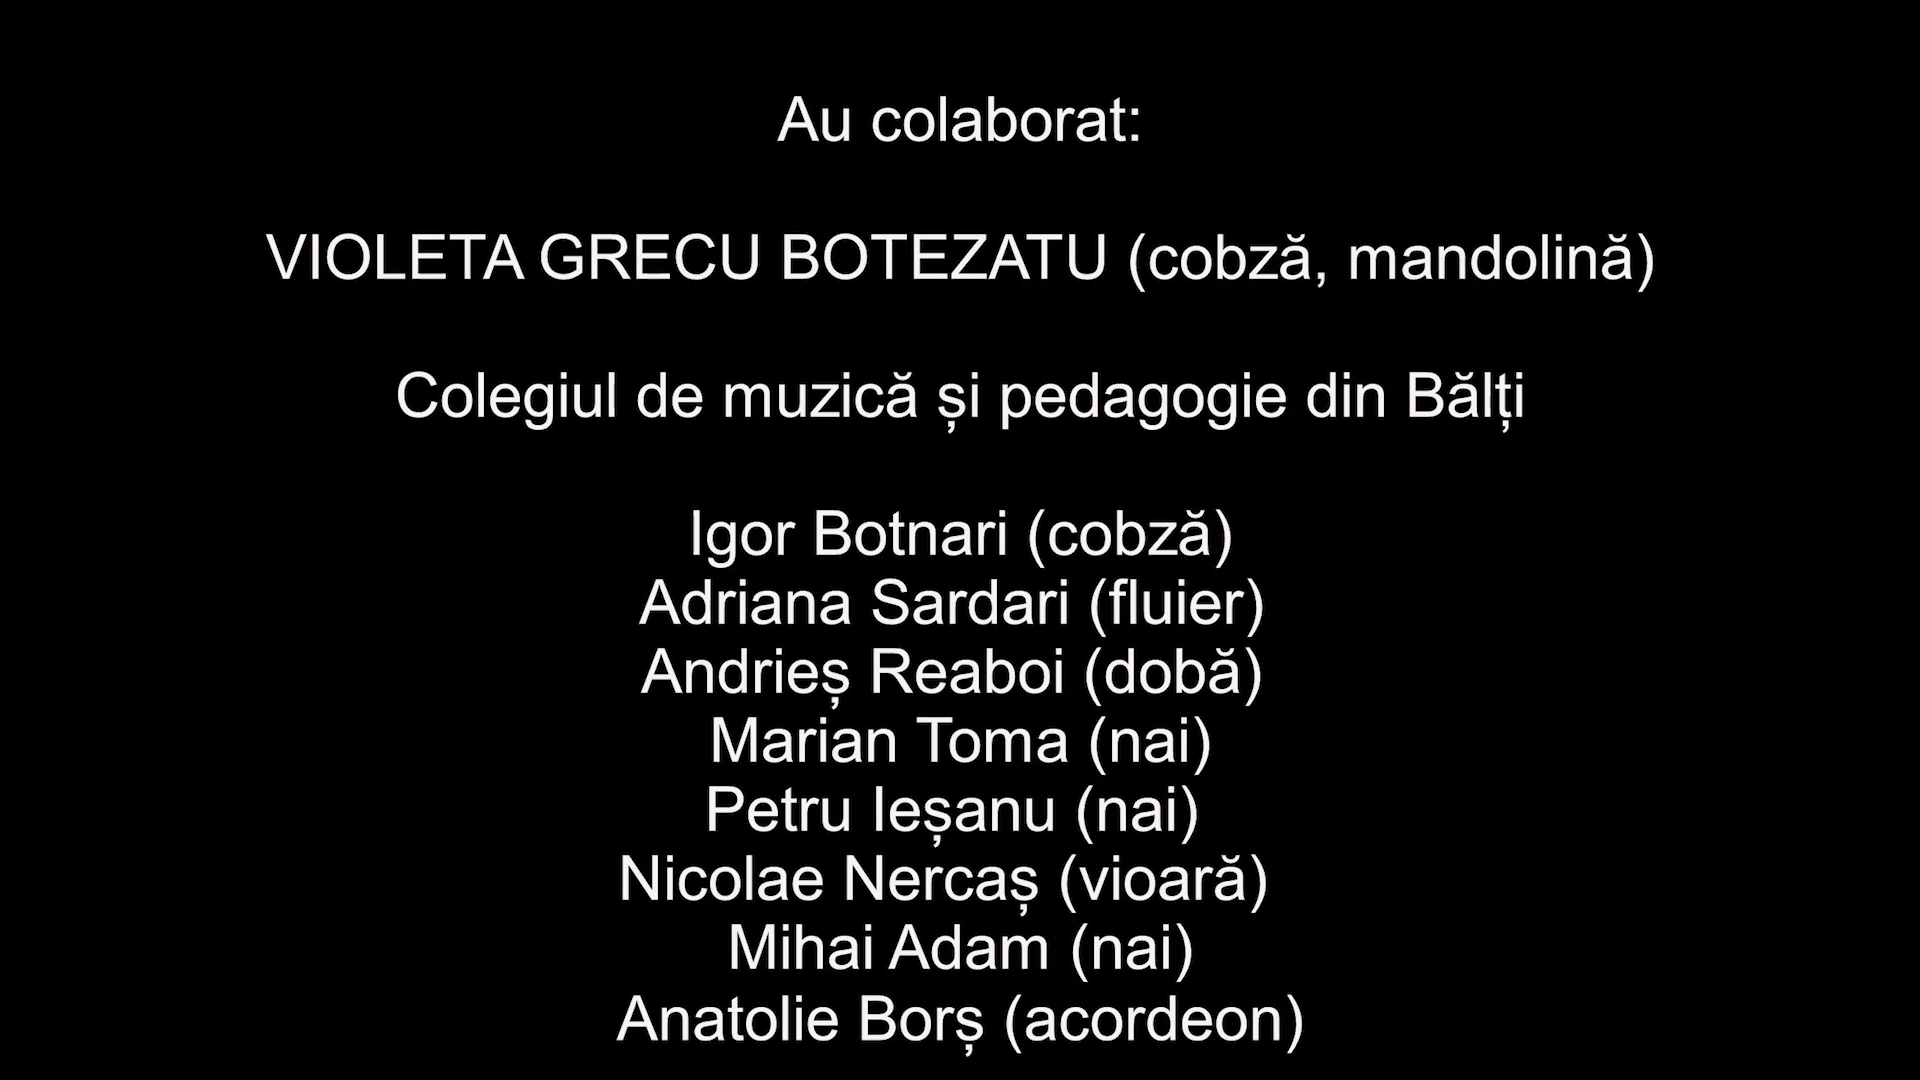 Au colaborat:
VIOLETA GRECU BOTEZATU (cobză, mandolină)
Colegiul de muzică și pedagogie din Bălți
Igor Botnari (cobză)
Adriana Sardari (fluier)
Andrieș Reaboi (dobă)
Marian Toma (nai)
Petru Ieșanu (nai)
Nicolae Nercaș (vioară)
Mihai Adam (nai)
Anatolie Borș (acordeon)